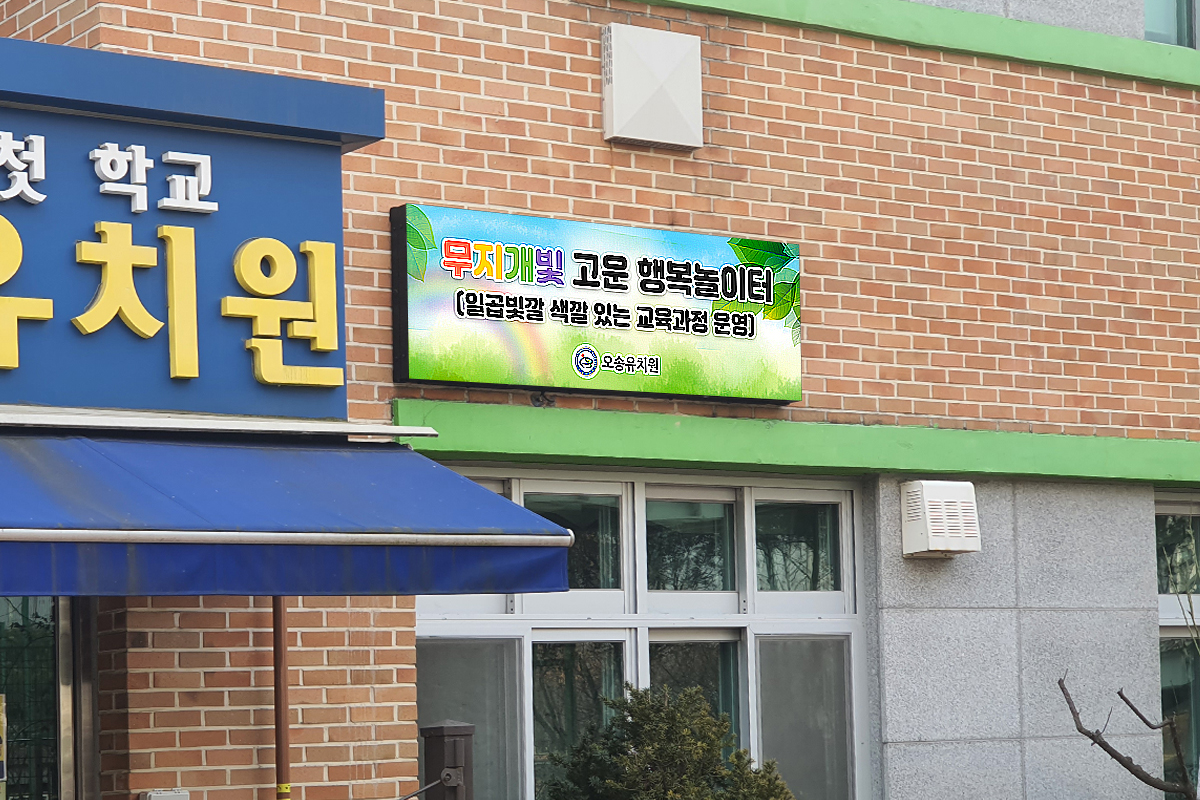 첫 학교
유치원
무지개빛 고운 행복놀이터
(일곱빛깔 색깔 있는 교육과정 운영)
오송유치원